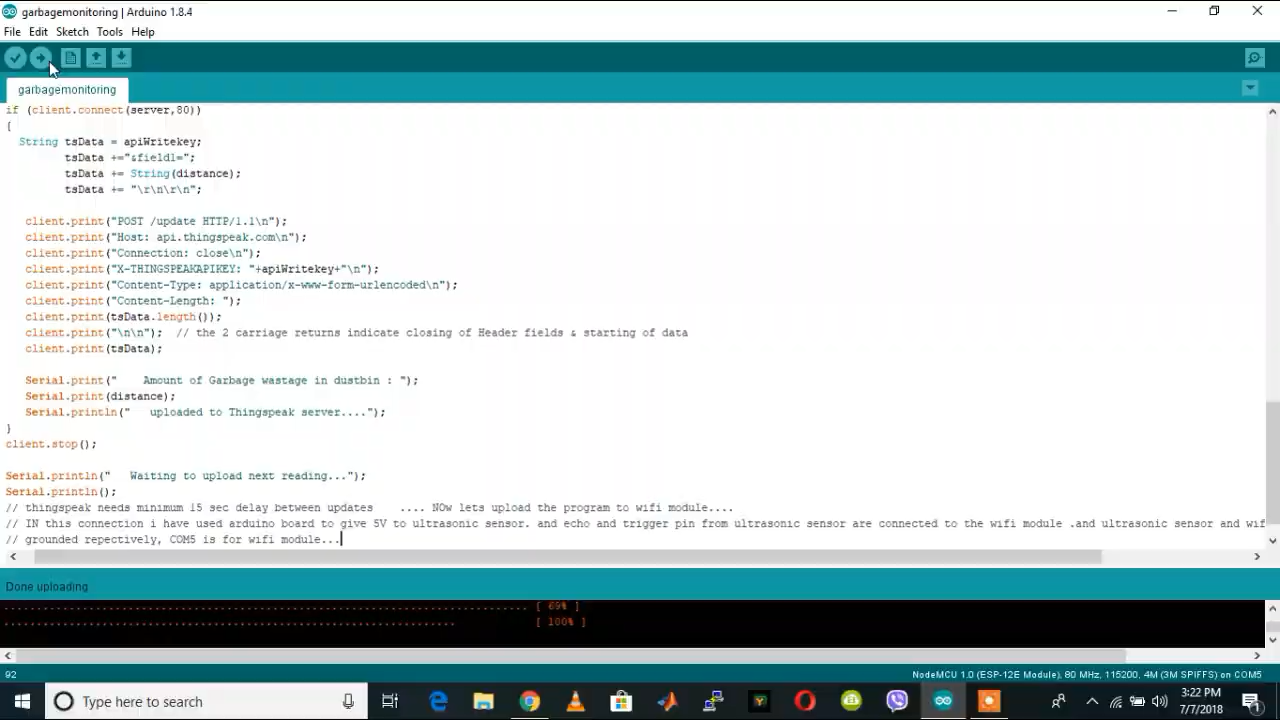 garbagemonitoring | Arduino 1.8.4
File Edit Sketch Tools Help
garbagemonitoring
if (client.connect(server,80))
{
String tsData = apiWritekey;
tsData +="&field1=";
tsData += String(distance);
tsData += "\r\n\r\n";
client.print("POST /update HTTP/1.1\n");
client.print("Host: api.thingspeak.com\n");
client.print("Connection: close\n");
client.print("X-THINGSPEAKAPIKEY: "+apiWritekey+"\n");
client.print("Content-Type: application/x-www-form-urlencoded\n");
client.print("Content-Length: ");
client.print(tsData.length());
client.print("\n\n");  // the 2 carriage returns indicate closing of Header fields & starting of data
client.print(tsData);
Serial.print("    Amount of Garbage wastage in dustbin : ");
Serial.print(distance);
Serial.println("   uploaded to Thingspeak server....");
}
client.stop();
Serial.println("   Waiting to upload next reading...");
Serial.println();
// thingspeak needs minimum 15 sec delay between updates    .... NOw lets upload the program to wifi module....
// IN this connection i have used arduino board to give 5V to ultrasonic sensor. and echo and trigger pin from ultrasonic sensor are connected to the wifi module .and ultrasonic sensor and wif
// grounded repectively, COM5 is for wifi module...
Done uploading
................................................................................ [ 69% ]
..................................................................... [ 100% ]
92 NodeMCU 1.0 (ESP-12E Module), 80 MHz, 115200, 4M (3M SPIFFS) on COM5
Type here to search
3:22 PM
7/7/2018